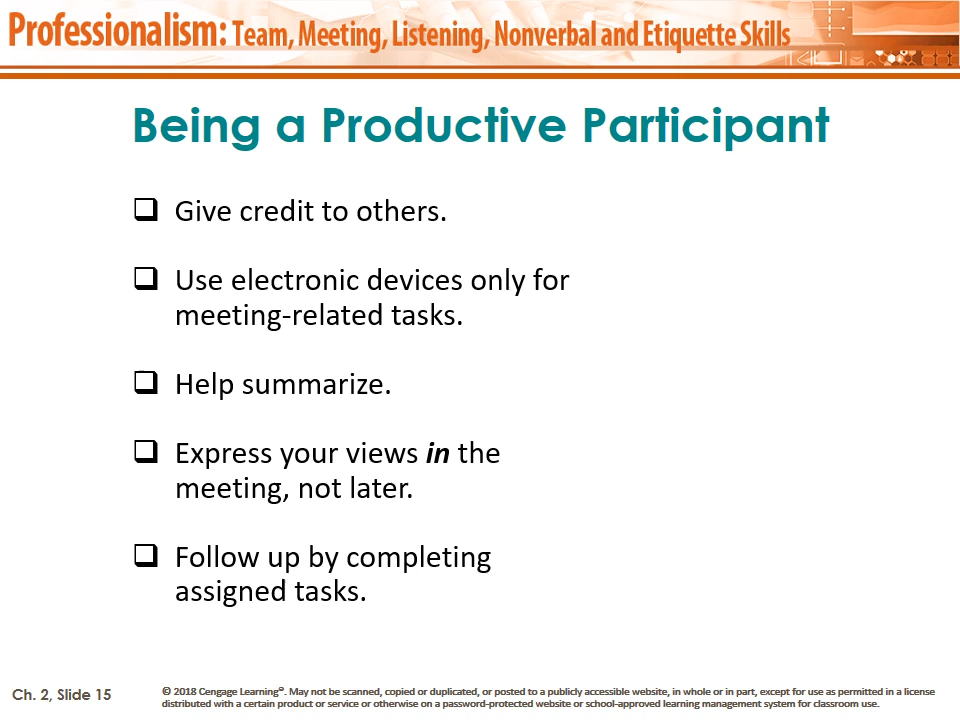 Professionalism: Team, Meeting, Listening, Nonverbal and Etiquette Skills
Being a Productive Participant
❑ Give credit to others.
❑ Use electronic devices only for
meeting-related tasks.
❑ Help summarize.
❑ Express your views in the
meeting, not later.
❑ Follow up by completing
assigned tasks.
Ch. 2, Slide 15
© 2018 Cengage Learning®. May not be scanned, copied or duplicated, or posted to a publicly accessible website, in whole or in part, except for use as permitted in a license
distributed with a certain product or service or otherwise on a password-protected website or school-approved learning management system for classroom use.